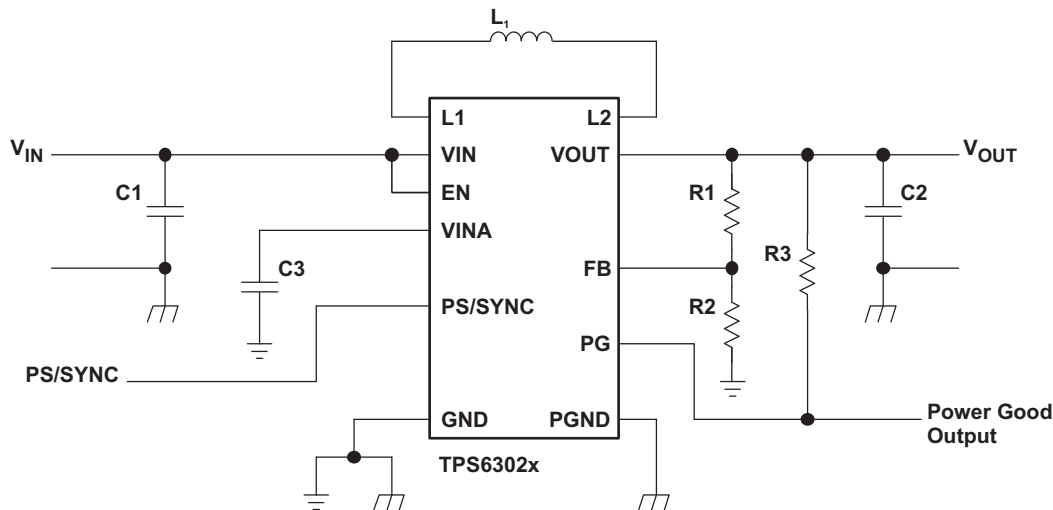 L1
L1
L2
VIN
VIN
VOUT
VOUT
EN
C1
R1
C2
VINA
C3
FB
R3
PS/SYNC
R2
PG
PS/SYNC
GND
PGND
Power Good
Output
TPS6302x